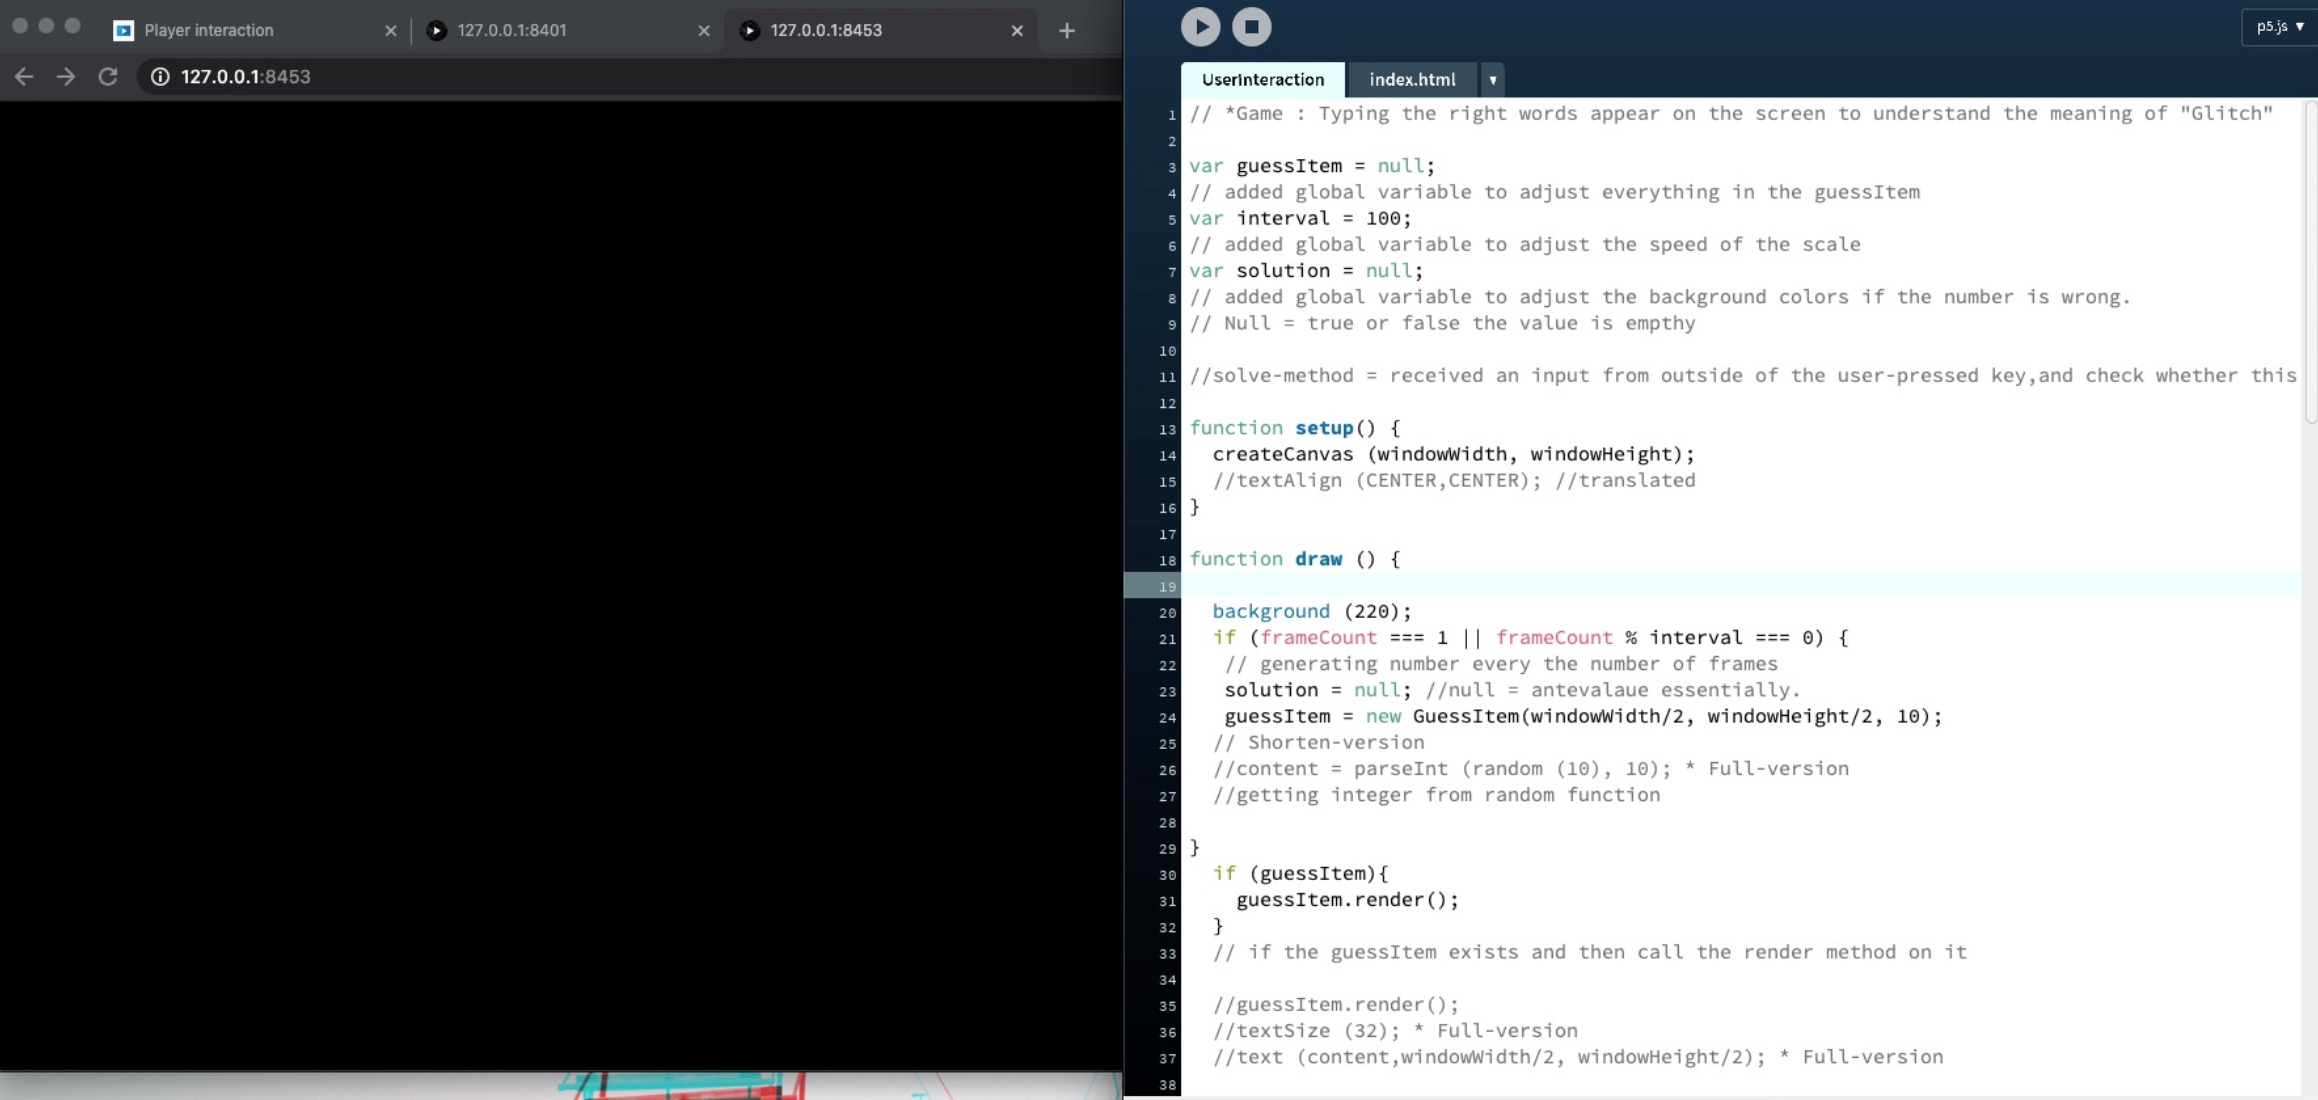 Player interaction
127.0.0.1:8401
127.0.0.1:8453
127.0.0.1:8453
p5.js ▼
UserInteraction
index.html
▼
1 // *Game : Typing the right words appear on the screen to understand the meaning of "Glitch"
2
3 var guessItem = null;
4 // added global variable to adjust everything in the guessItem
5 var interval = 100;
6 // added global variable to adjust the speed of the scale
7 var solution = null;
8 // added global variable to adjust the background colors if the number is wrong.
9 // Null = true or false the value is empthy
10
11 //solve-method = received an input from outside of the user-pressed key,and check whether this
12
13 function setup() {
14 createCanvas (windowWidth, windowHeight);
15 //textAlign (CENTER,CENTER); //translated
16 }
17
18 function draw () {
19
20 background (220);
21 if (frameCount === 1 || frameCount % interval === 0) {
22 // generating number every the number of frames
23 solution = null; //null = antevalaue essentially.
24 guessItem = new GuessItem(windowWidth/2, windowHeight/2, 10);
25 // Shorten-version
26 //content = parseInt (random (10), 10); * Full-version
27 //getting integer from random function
28
29 }
30 if (guessItem){
31 guessItem.render();
32 }
33 // if the guessItem exists and then call the render method on it
34
35 //guessItem.render();
36 //textSize (32); * Full-version
37 //text (content,windowWidth/2, windowHeight/2); * Full-version
38